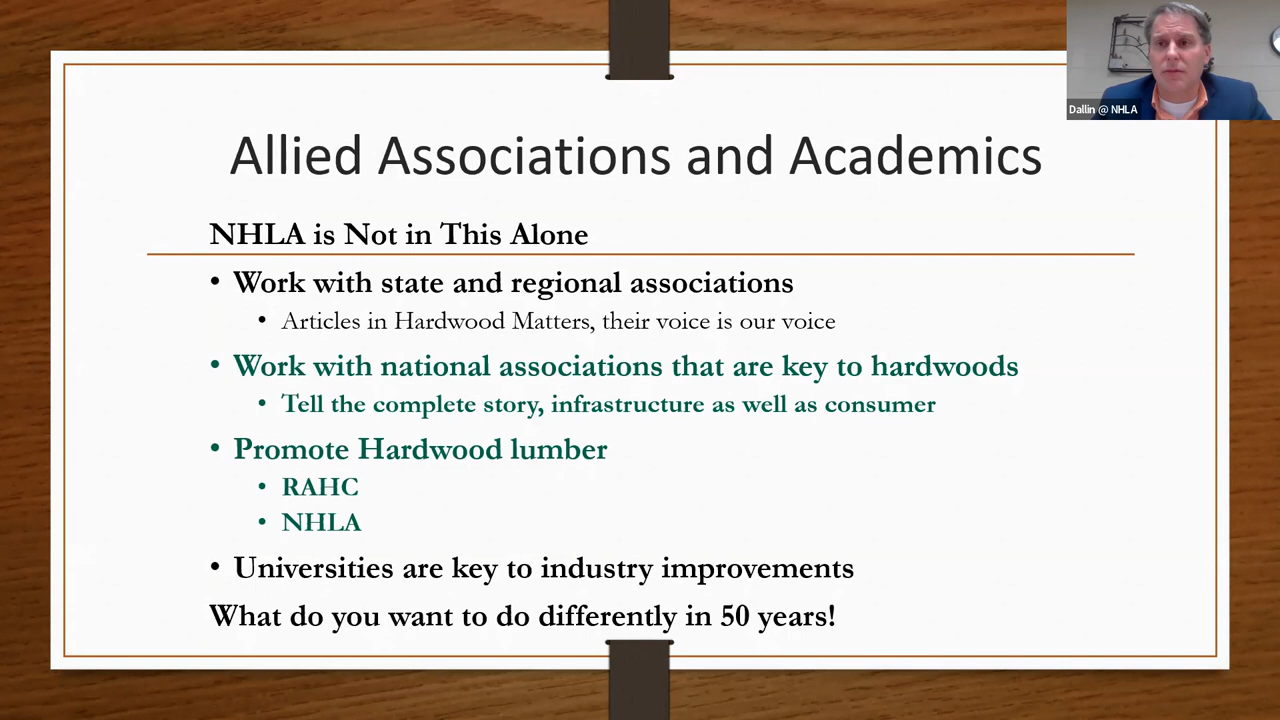 Dallin @ NHLA
Allied Associations and Academics
NHLA is Not in This Alone
• Work with state and regional associations
• Articles in Hardwood Matters, their voice is our voice
• Work with national associations that are key to hardwoods
• Tell the complete story, infrastructure as well as consumer
• Promote Hardwood lumber
• RAHC
• NHLA
• Universities are key to industry improvements
What do you want to do differently in 50 years!